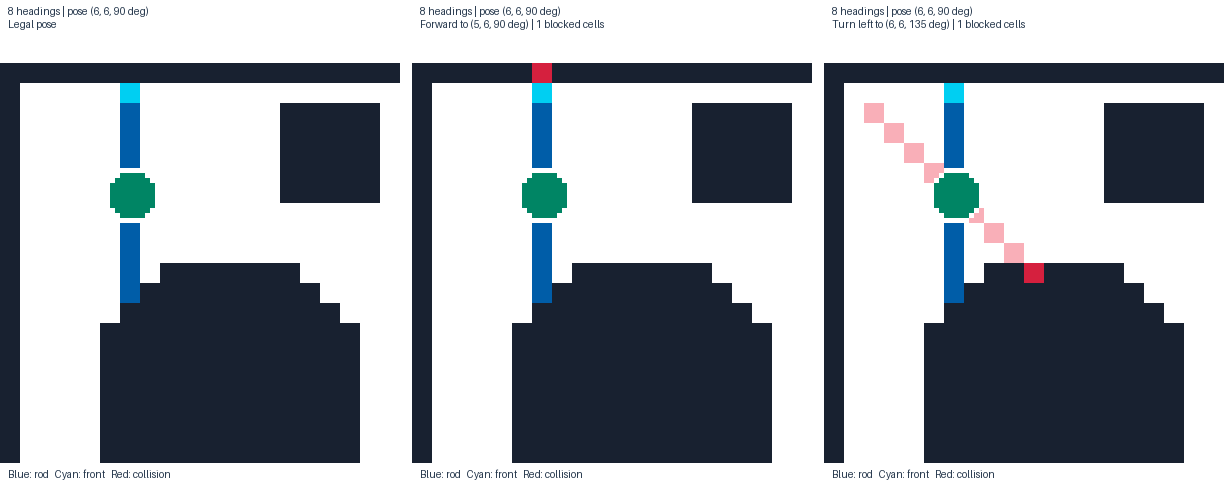 8 headings | pose (6, 6, 90 deg)
Legal pose
8 headings | pose (6, 6, 90 deg)
Forward to (5, 6, 90 deg) | 1 blocked cells
8 headings | pose (6, 6, 90 deg)
Turn left to (6, 6, 135 deg) | 1 blocked cells
Blue: rod  Cyan: front  Red: collision
Blue: rod  Cyan: front  Red: collision
Blue: rod  Cyan: front  Red: collision